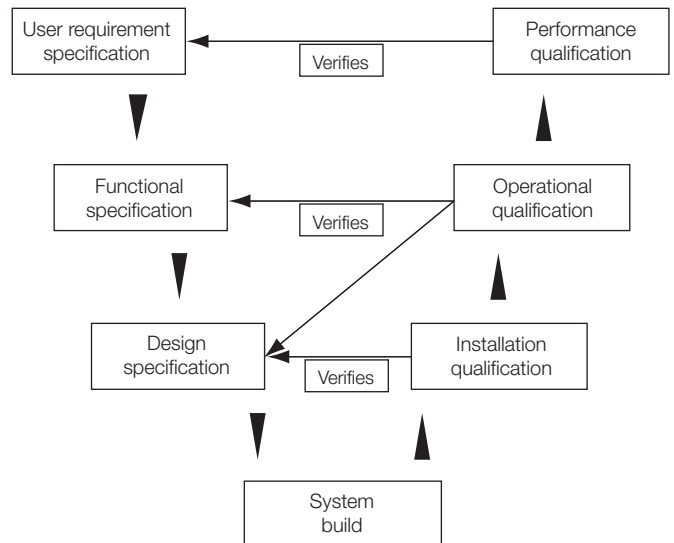 User requirement
specification
Performance
qualification
Verifies
Functional
specification
Operational
qualification
Verifies
Design
specification
Installation
qualification
Verifies
System
build